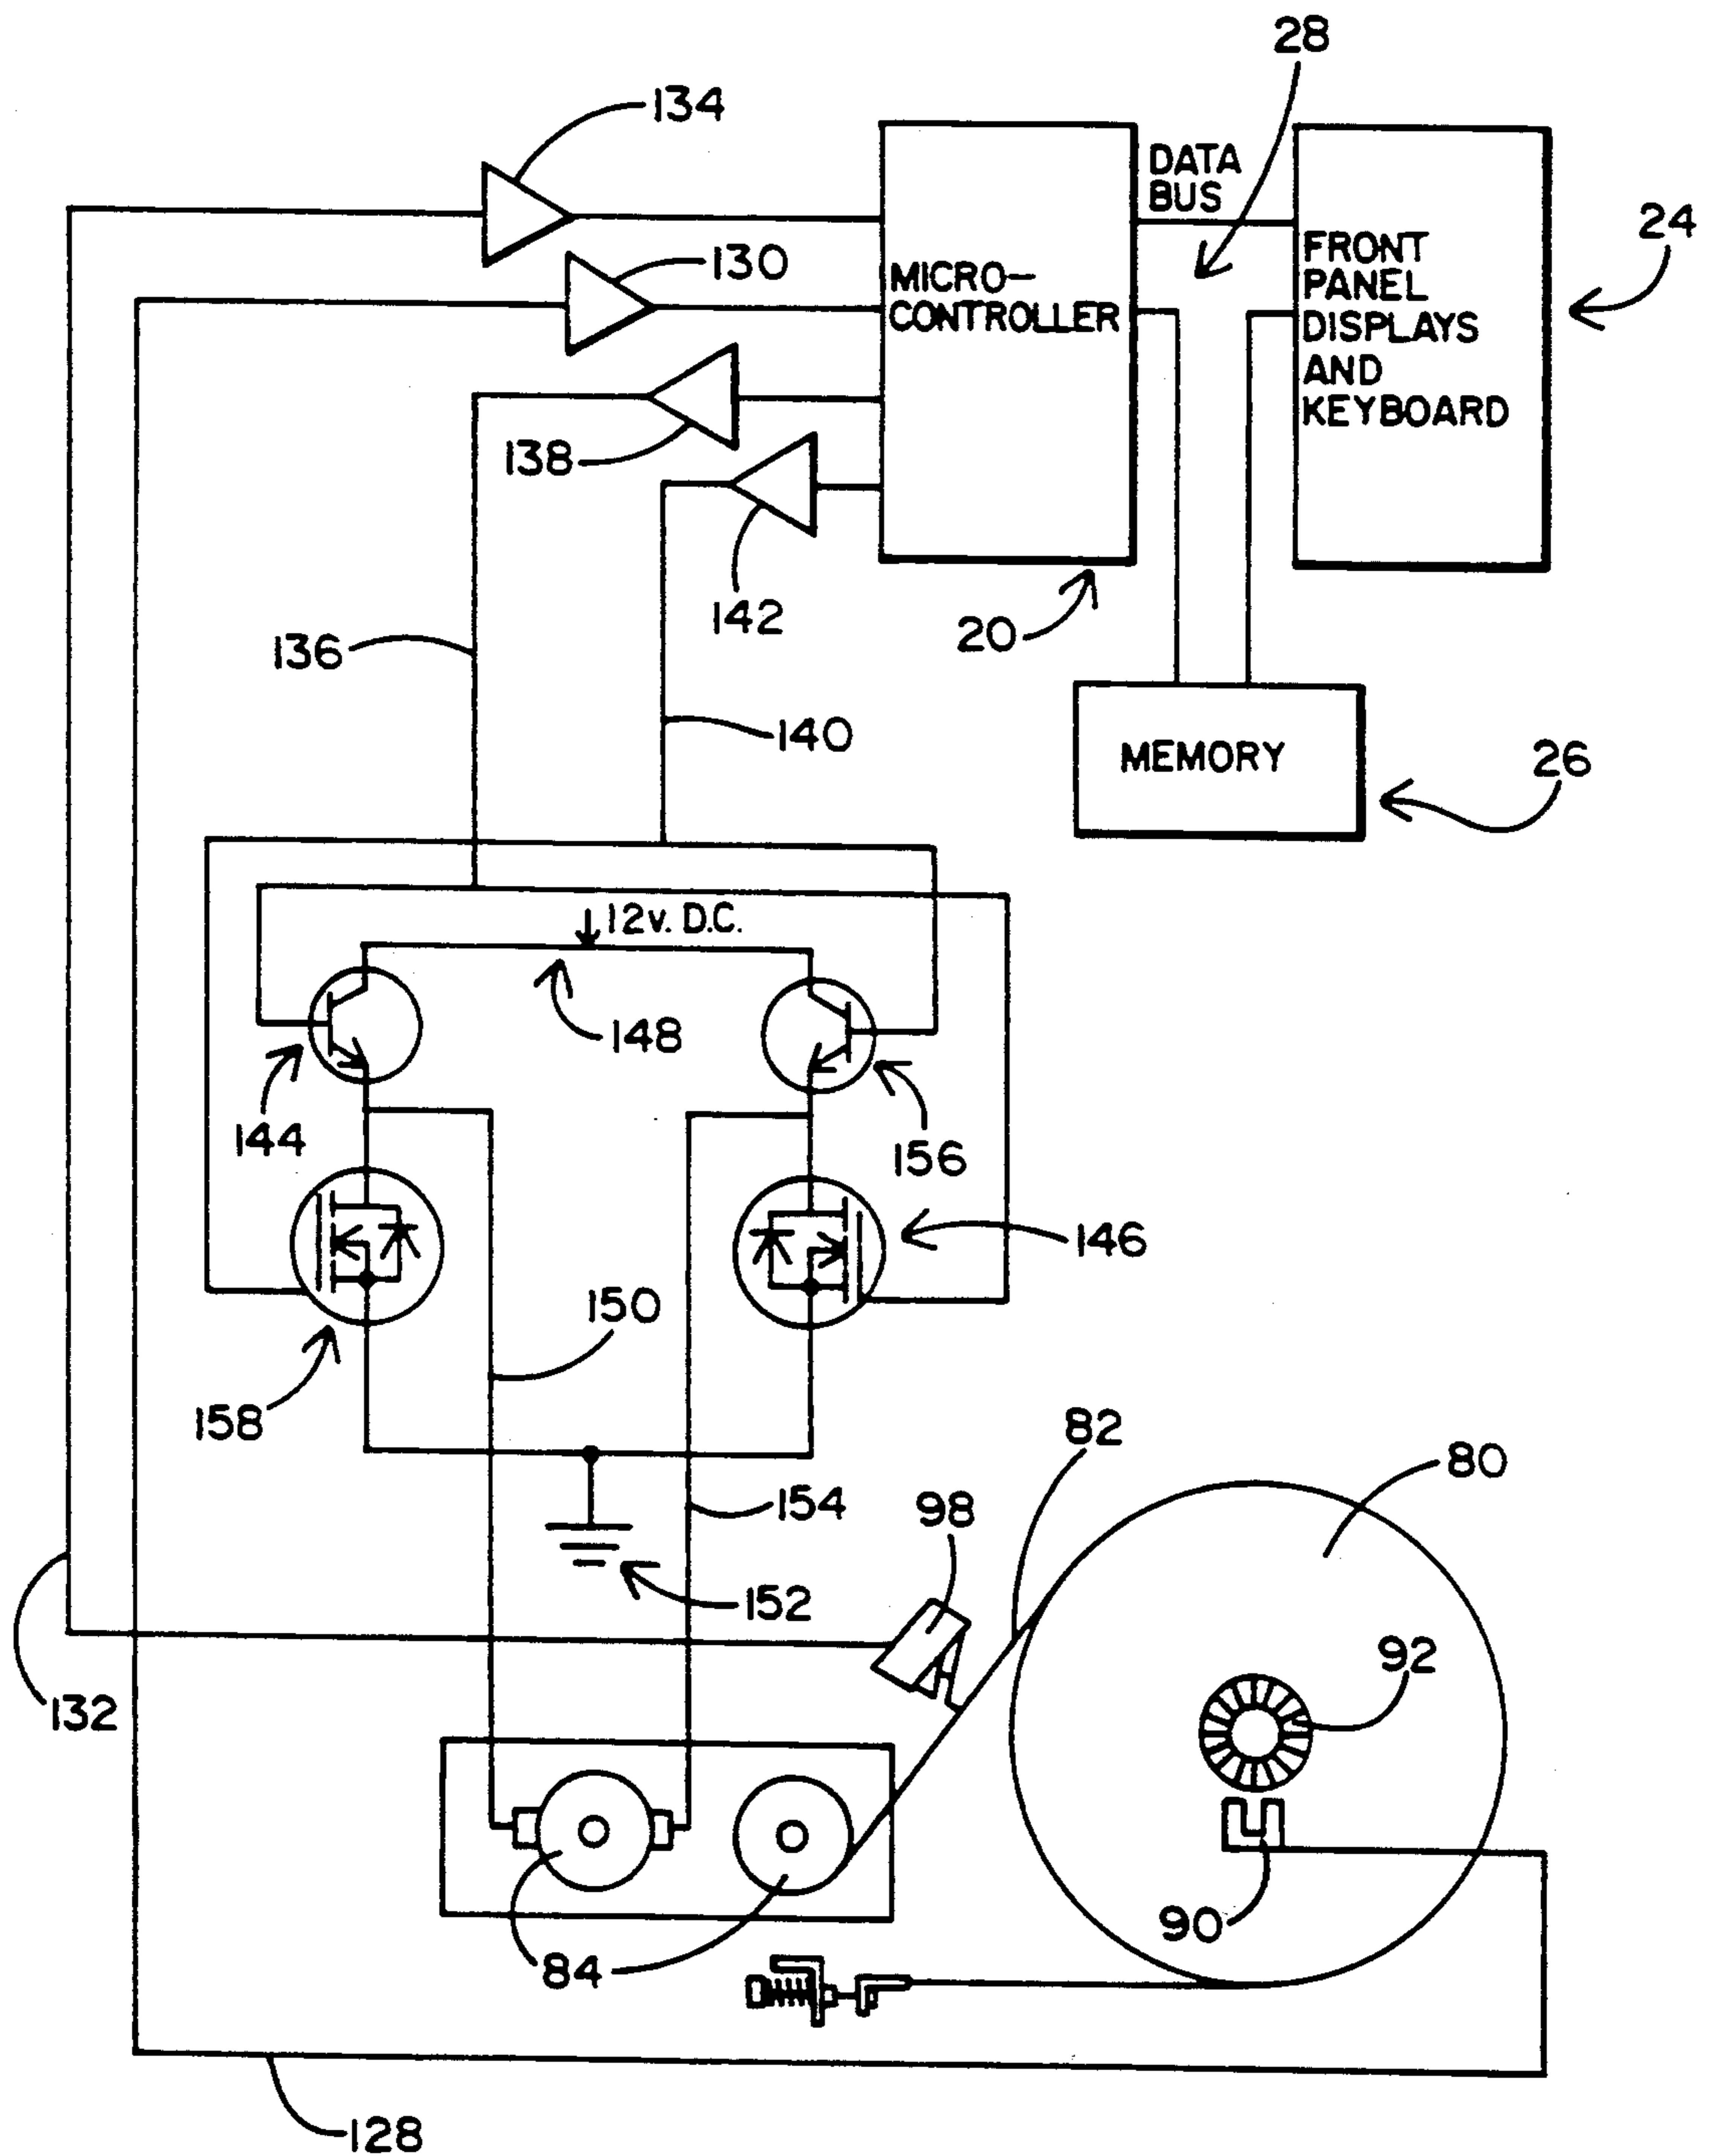 28
134
DATA
BUS
24
130
FRONT
PANEL
DISPLAYS
AND
KEYBOARD
MICRO-
CONTROLLER
138
142
20
136
140
MEMORY
26
12v. D.C.
148
144
156
146
150
158
82
80
98
154
152
92
132
90
84
128